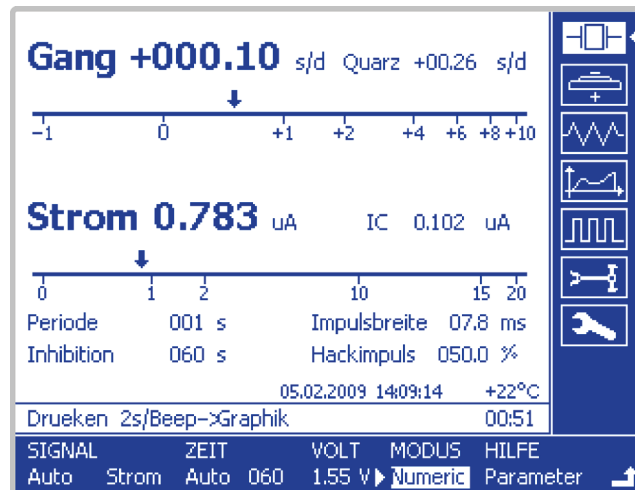 Gang +000.10 s/d Quarz +00.26 s/d
-1 0 +1 +2 +4 +6 +8 +10
Strom 0.783 uA IC 0.102 uA
0 1 2 10 15 20
Periode 001 s Impulsbreite 07.8 ms
Inhibition 060 s Hackimpuls 050.0 %
05.02.2009 14:09:14 +22°C
Drueken 2s/Beep->Graphik 00:51
SIGNAL ZEIT VOLT MODUS HILFE
Auto Strom Auto 060 1.55 V Numeric Parameter